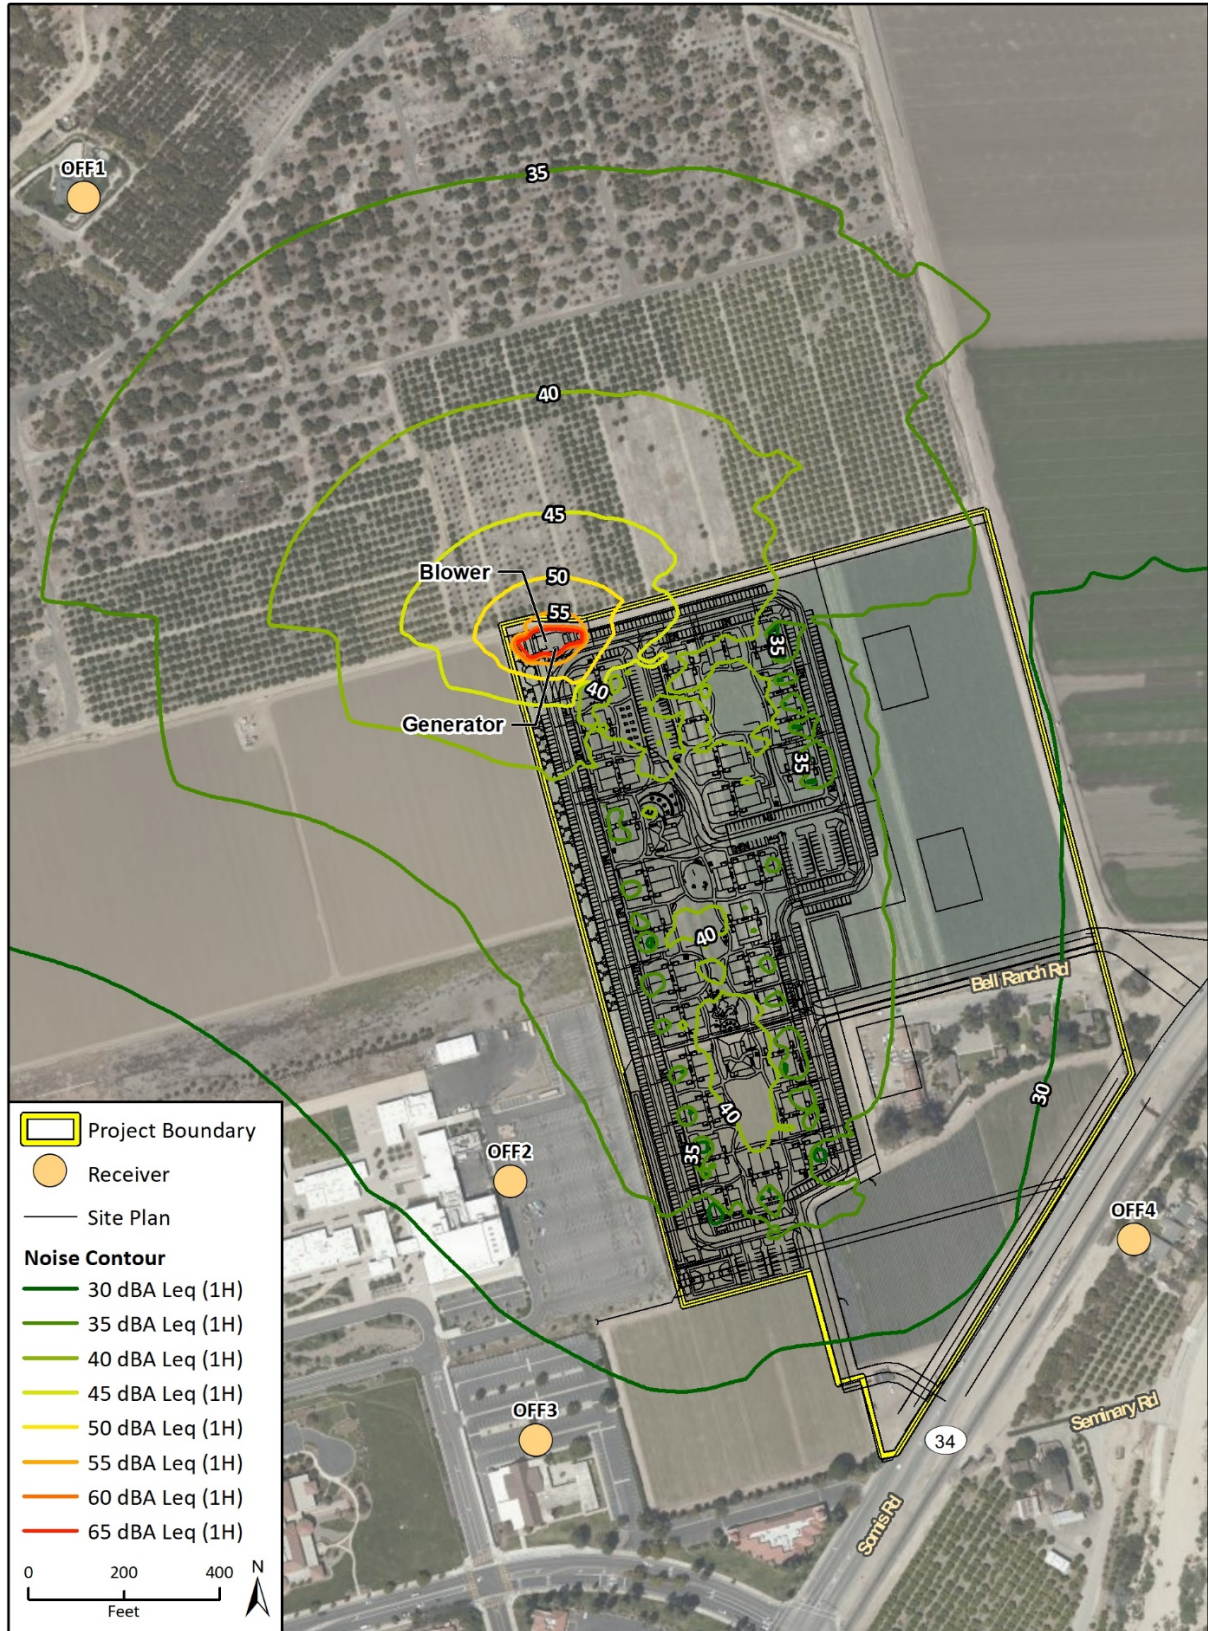 OFF1
35
40
45
Blower
50
55
35
40
Generator
35
40
Bell Ranch Rd
30
40
OFF2
35
OFF4
OFF3
Seminary Rd
34
Somis Rd
Project Boundary
Receiver
Site Plan
Noise Contour
30 dBA Leq (1H)
35 dBA Leq (1H)
40 dBA Leq (1H)
45 dBA Leq (1H)
50 dBA Leq (1H)
55 dBA Leq (1H)
60 dBA Leq (1H)
65 dBA Leq (1H)
0 200 400
Feet
N